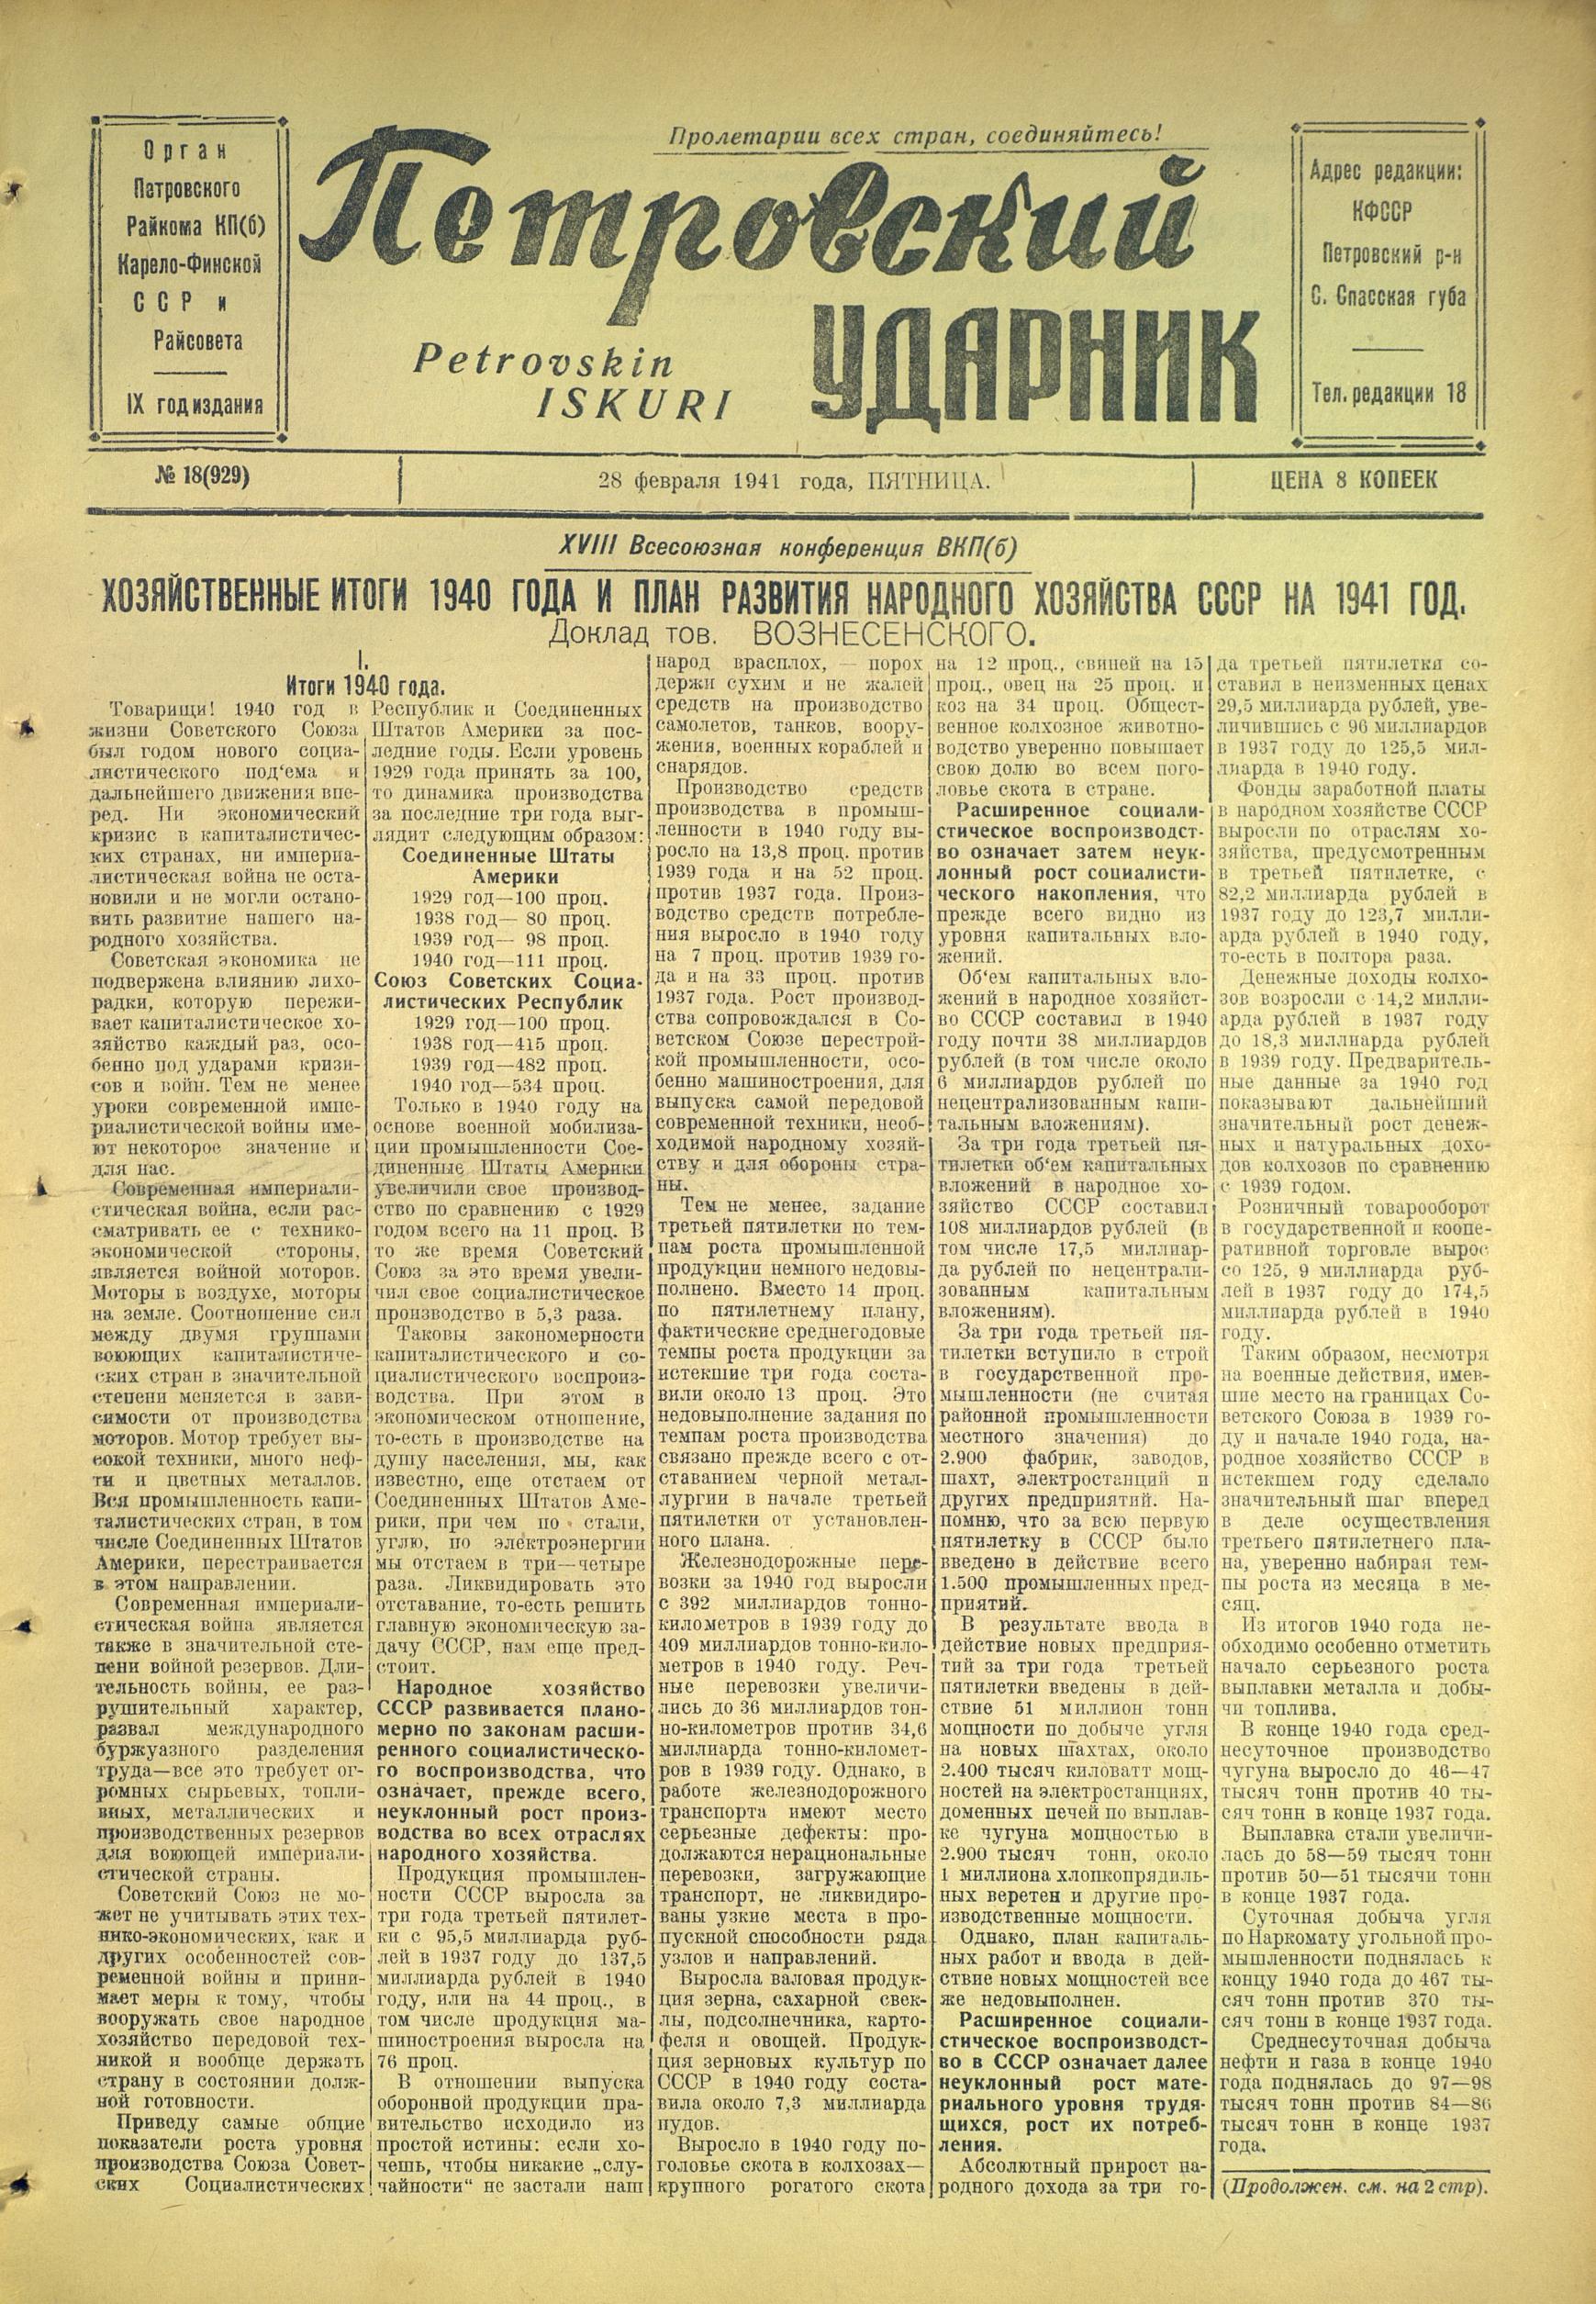 Орган
Петровского
Райкома КП(б)
Карело-Финской
ССР и
Райсовета
IX год издания
Пролетарии всех стран, соединяйтесь!
Петровский
УДАРНИК
Petrovskin
ISKURI
Адрес редакции:
КФССР
Петровский р-н
С. Спасская губа
Тел. редакции 18
№ 18(929)
28 февраля 1941 года, ПЯТНИЦА.
ЦЕНА 8 КОПЕЕК
XVIII Всесоюзная конференция ВКП(б)
ХОЗЯЙСТВЕННЫЕ ИТОГИ 1940 ГОДА И ПЛАН РАЗВИТИЯ НАРОДНОГО ХОЗЯЙСТВА СССР НА 1941 ГОД.
Доклад тов. ВОЗНЕСЕНСКОГО.
I.
Итоги 1940 года.
Товарищи! 1940 год в
жизни Советского Союза
был годом нового социа-
листического под‘ема и
дальнейшего движения впе-
ред. Ни экономический
кризис в капиталистичес-
ких странах, ни империа-
листическая война не оста-
новили и не могли остано-
вить развитие нашего на-
родного хозяйства.
Советская экономика не
подвержена влиянию лихо-
радки, которую пережи-
вает капиталистическое хо-
зяйство каждый раз, осо-
бенно под ударами кризи-
сов и войн. Тем не менее
уроки современной импе-
риалистической войны име-
ют некоторое значение и
для нас.
Современная империали-
стическая война, если рас-
сматривать ее с технико-
экономической стороны,
является войной моторов.
Моторы в воздухе, моторы
на земле. Соотношение сил
между двумя группами
воюющих капиталистиче-
ских стран в значительной
степени меняется в зави-
симости от производства
моторов. Мотор требует вы-
сокой техники, много неф-
ти и цветных металлов.
Вся промышленность капи-
талистических стран, в том
числе Соединенных Штатов
Америки, перестраивается
в этом направлении.
Современная империали-
стическая война является
также в значительной сте-
пени войной резервов. Дли-
тельность войны, ее раз-
рушительный характер,
развал международного
буржуазного разделения
труда—все это требует ог-
ромных сырьевых, топли-
вных, металлических и
производственных резервов
для воюющей империали-
стической страны.
Советский Союз не мо-
жет не учитывать этих тех-
нико-экономических, как и
других особенностей сов-
ременной войны и прини-
мает меры к тому, чтобы
вооружать свое народное
хозяйство передовой тех-
никой и вообще держать
страну в состоянии долж-
ной готовности.
Приведу самые общие
показатели роста уровня
производства Союза Совет-
ских Социалистических
Республик и Соединенных
Штатов Америки за пос-
ледние годы. Если уровень
1929 года принять за 100,
то динамика производства
за последние три года выг-
лядит следующим образом:
Соединенные Штаты
Америки
1929 год—100 проц.
1938 год— 80 проц.
1939 год— 98 проц.
1940 год—111 проц.
Союз Советских Социа-
листических Республик
1929 год—100 проц.
1938 год—415 проц.
1939 год—482 проц.
1940 год—534 проц.
Только в 1940 году на
основе военной мобилиза-
ции промышленности Сое-
диненные Штаты Америки
увеличили свое производ-
ство по сравнению с 1929
годом всего на 11 проц. В
то же время Советский
Союз за это время увели-
чил свое социалистическое
производство в 5,3 раза.
Таковы закономерности
капиталистического и со-
циалистического воспроиз-
водства. При этом в
экономическом отношение,
то-есть в производстве на
душу населения, мы, как
известно, еще отстаем от
Соединенных Штатов Аме-
рики, при чем по стали,
углю, по электроэнергии
мы отстаем в три—четыре
раза. Ликвидировать это
отставание, то-есть решить
главную экономическую за-
дачу СССР, нам еще пред-
стоит.
Народное хозяйство
СССР развивается плано-
мерно по законам расши-
ренного социалистическо-
го воспроизводства, что
означает, прежде всего,
неуклонный рост произ-
водства во всех отраслях
народного хозяйства.
Продукция промышлен-
ности СССР выросла за
три года третьей пятилет-
ки с 95,5 миллиарда руб-
лей в 1937 году до 137,5
миллиарда рублей в 1940
году, или на 44 проц., в
том числе продукция ма-
шиностроения выросла на
76 проц.
В отношении выпуска
оборонной продукции пра-
вительство исходило из
простой истины: если хо-
чешь, чтобы никакие „слу-
чайности“ не застали наш
народ врасплох, — порох
держи сухим и не жалей
средств на производство
самолетов, танков, воору-
жения, военных кораблей и
снарядов.
Производство средств
производства в промыш-
ленности в 1940 году вы-
росло на 13,8 проц. против
1939 года и на 52 проц.
против 1937 года. Произ-
водство средств потребле-
ния выросло в 1940 году
на 7 проц. против 1939 го-
да и на 33 проц. против
1937 года. Рост производ-
ства сопровождался в Со-
ветском Союзе перестрой-
кой промышленности, осо-
бенно машиностроения, для
выпуска самой передовой
современной техники, необ-
ходимой народному хозяй-
ству и для обороны стра-
ны.
Тем не менее, задание
третьей пятилетки по тем-
пам роста промышленной
продукции немного недовы-
полнено. Вместо 14 проц.
по пятилетнему плану,
фактические среднегодовые
темпы роста продукции за
истекшие три года соста-
вили около 13 проц. Это
недовыполнение задания по
темпам роста производства
связано прежде всего с от-
ставанием черной метал-
лургии в начале третьей
пятилетки от установлен-
ного плана.
Железнодорожные пере-
возки за 1940 год выросли
с 392 миллиардов тонно-
километров в 1939 году до
409 миллиардов тонно-кило-
метров в 1940 году. Реч-
ные перевозки увеличи-
лись до 36 миллиардов тон-
но-километров против 34,6
миллиарда тонно-километ-
ров в 1939 году. Однако, в
работе железнодорожного
транспорта имеют место
серьезные дефекты: про-
должаются нерациональные
перевозки, загружающие
транспорт, не ликвидиро-
ваны узкие места в про-
пускной способности ряда
узлов и направлений.
Выросла валовая продук-
ция зерна, сахарной свек-
лы, подсолнечника, карто-
феля и овощей. Продук-
ция зерновых культур по
СССР в 1940 году соста-
вила около 7,3 миллиарда
пудов.
Выросло в 1940 году по-
головье скота в колхозах—
крупного рогатого скота
на 12 проц., свиней на 15
проц., овец на 25 проц. и
коз на 34 проц. Общест-
венное колхозное животно-
водство уверенно повышает
свою долю во всем пого-
ловье скота в стране.
Расширенное социали-
стическое воспроизводст-
во означает затем неук-
лонный рост социалисти-
ческого накопления, что
прежде всего видно из
уровня капитальных вло-
жений.
Об‘ем капитальных вло-
жений в народное хозяйст-
во СССР составил в 1940
году почти 38 миллиардов
рублей (в том числе около
6 миллиардов рублей по
нецентрализованным капи-
тальным вложениям).
За три года третьей пя-
тилетки об‘ем капитальных
вложений в народное хо-
зяйство СССР составил
108 миллиардов рублей (в
том числе 17,5 миллиар-
да рублей по нецентрали-
зованным капитальным
вложениям).
За три года третьей пя-
тилетки вступило в строй
в государственной про-
мышленности (не считая
районной промышленности
местного значения) до
2.900 фабрик, заводов,
шахт, электростанций и
других предприятий. На-
помню, что за всю первую
пятилетку в СССР было
введено в действие всего
1.500 промышленных пред-
приятий.
В результате ввода в
действие новых предприя-
тий за три года третьей
пятилетки введены в дей-
ствие 51 миллион тонн
мощности по добыче угля
на новых шахтах, около
2.400 тысяч киловатт мощ-
ностей на электростанциях,
доменных печей по выплав-
ке чугуна мощностью в
2.900 тысяч тонн, около
1 миллиона хлопкопрядиль-
ных веретен и другие про-
изводственные мощности.
Однако, план капиталь-
ных работ и ввода в дей-
ствие новых мощностей все
же недовыполнен.
Расширенное социали-
стическое воспроизводст-
во в СССР означает далее
неуклонный рост мате-
риального уровня трудя-
щихся, рост их потреб-
ления.
Абсолютный прирост на-
родного дохода за три го-
да третьей пятилетки со-
ставил в неизменных ценах
29,5 миллиарда рублей, уве-
личившись с 96 миллиардов
в 1937 году до 125,5 мил-
лиарда в 1940 году.
Фонды заработной платы
в народном хозяйстве СССР
выросли по отраслям хо-
зяйства, предусмотренным
в третьей пятилетке, с
82,2 миллиарда рублей в
1937 году до 123,7 милли-
арда рублей в 1940 году,
то-есть в полтора раза.
Денежные доходы колхо-
зов возросли с 14,2 милли-
арда рублей в 1937 году
до 18,3 миллиарда рублей
в 1939 году. Предваритель-
ные данные за 1940 год
показывают дальнейший
значительный рост денеж-
ных и натуральных дохо-
дов колхозов по сравнению
с 1939 годом.
Розничный товарооборот
в государственной и коопе-
ративной торговле вырос
со 125, 9 миллиарда руб-
лей в 1937 году до 174,5
миллиарда рублей в 1940
году.
Таким образом, несмотря
на военные действия, имев-
шие место на границах Со-
ветского Союза в 1939 го-
ду и начале 1940 года, на-
родное хозяйство СССР в
истекшем году сделало
значительный шаг вперед
в деле осуществления
третьего пятилетнего пла-
на, уверенно набирая тем-
пы роста из месяца в ме-
сяц.
Из итогов 1940 года не-
обходимо особенно отметить
начало серьезного роста
выплавки металла и добы-
чи топлива.
В конце 1940 года сред-
несуточное производство
чугуна выросло до 46—47
тысяч тонн против 40 ты-
сяч тонн в конце 1937 года.
Выплавка стали увеличи-
лась до 58—59 тысяч тонн
против 50—51 тысячи тонн
в конце 1937 года.
Суточная добыча угля
по Наркомату угольной про-
мышленности поднялась к
концу 1940 года до 467 ты-
сяч тонн против 370 ты-
сяч тонн в конце 1937 года.
Среднесуточная добыча
нефти и газа в конце 1940
года поднялась до 97—98
тысяч тонн против 84—86
тысяч тонн в конце 1937
года.
(Продолжен. см. на 2 стр).